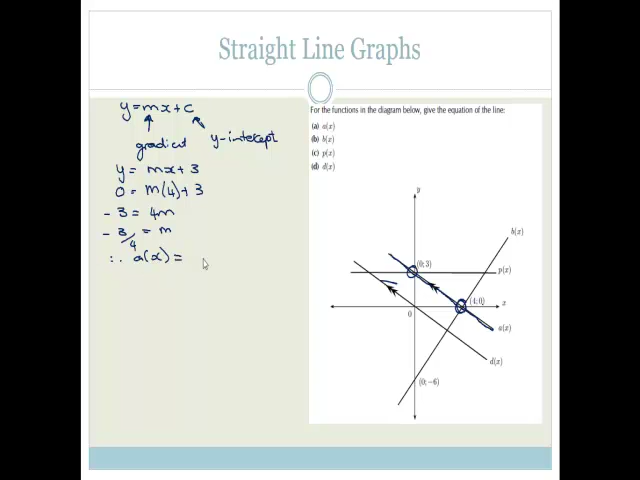 Straight Line Graphs
y = mx + c
gradient
y-intercept
y = mx + 3
0 = m(4) + 3
- 3 = 4m
- 3/4 = m
∴ a(x) =
For the functions in the diagram below, give the equation of the line:
(a) a(x)
(b) b(x)
(c) p(x)
(d) d(x)
y
b(x)
(0; 3)
p(x)
(4; 0)
x
0
a(x)
d(x)
(0; −6)